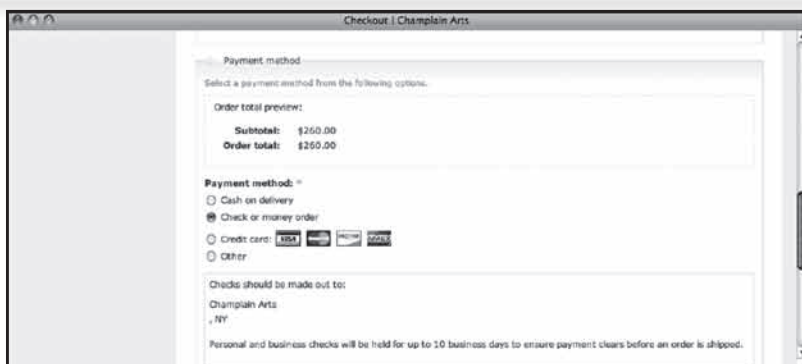 Checkout | Champlain Arts
Payment method
Select a payment method from the following options.
Order total preview:
Subtotal: $260.00
Order total: $260.00
Payment method: *
Cash on delivery
Check or money order
Credit card: VISA
Other
Checks should be made out to:
Champlain Arts
, NY
Personal and business checks will be held for up to 10 business days to ensure payment clears before an order is shipped.